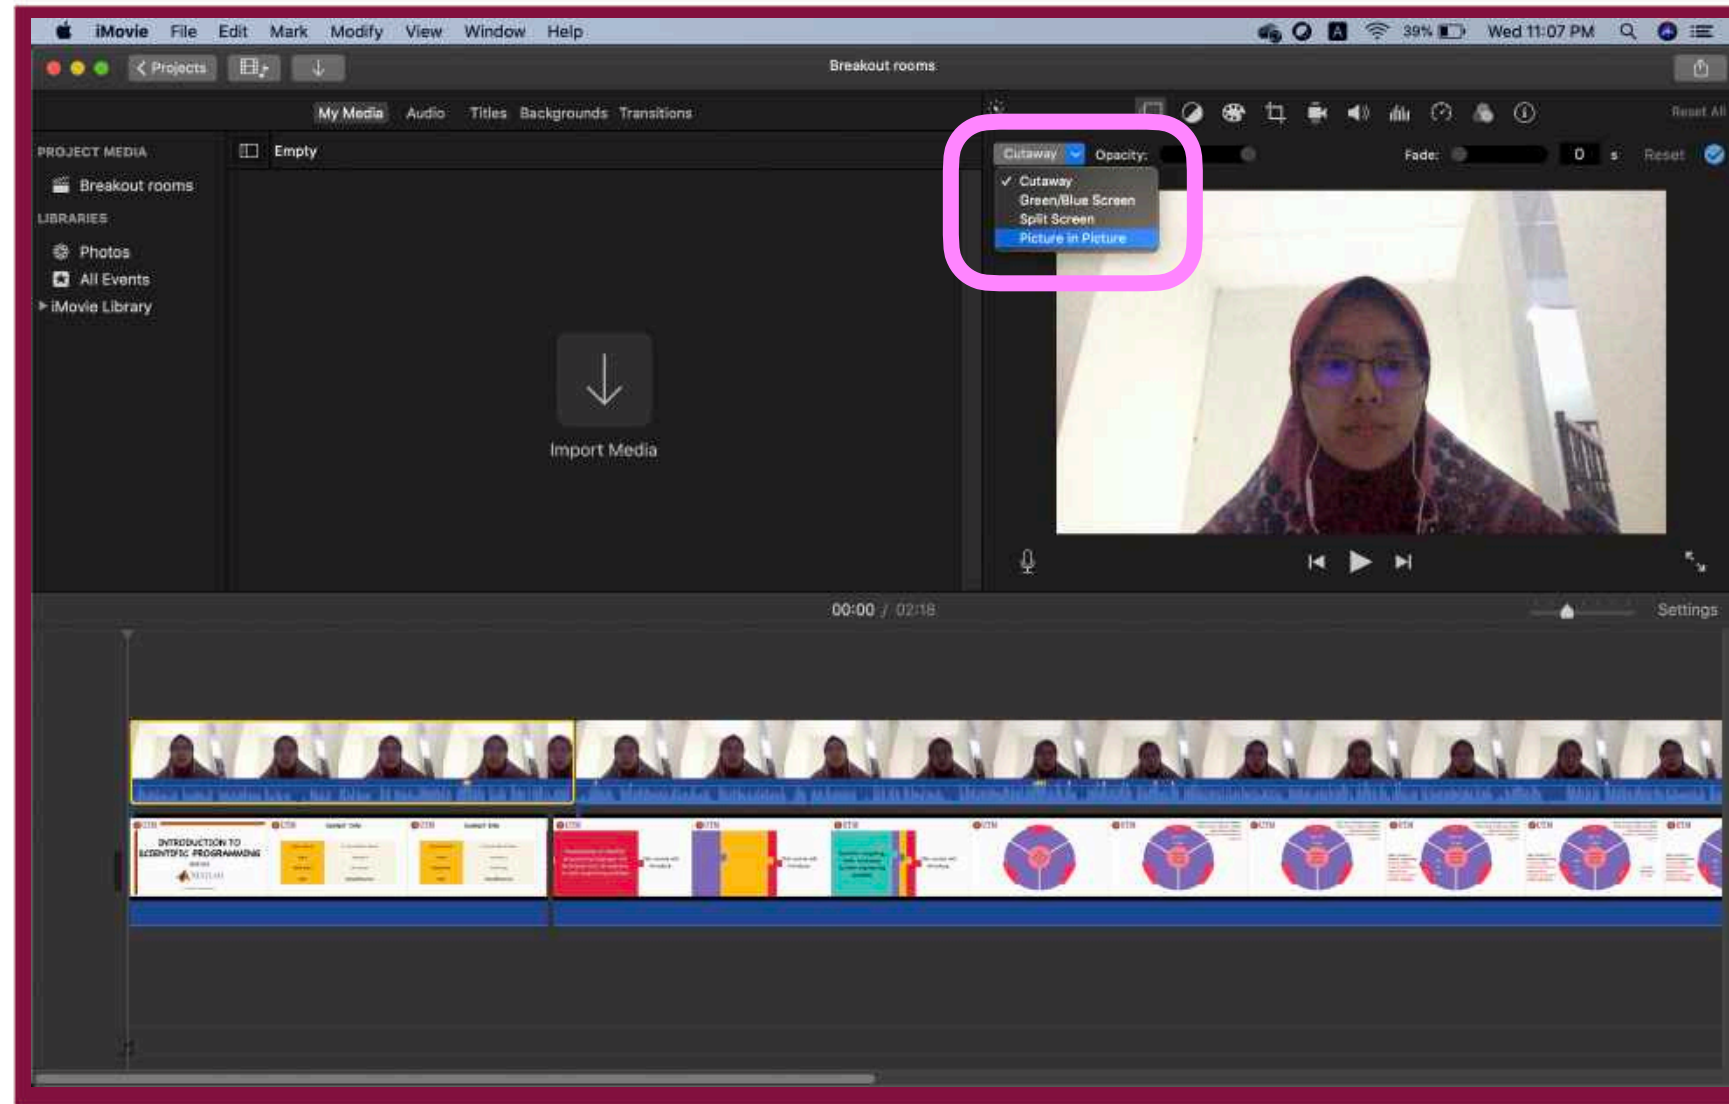 iMovie File Edit Mark Modify View Window Help 39% Wed 11:07 PM
Projects Breakout rooms
My Media Audio Titles Backgrounds Transitions Reset All
PROJECT MEDIA Empty Cutaway Opacity: Fade: 0 s Reset
Breakout rooms
LIBRARIES
Photos
All Events
iMovie Library
Cutaway
Green/Blue Screen
Split Screen
Picture in Picture
Import Media
00:00 / 02:18 Settings
INTRODUCTION TO
SCIENTIFIC PROGRAMMING